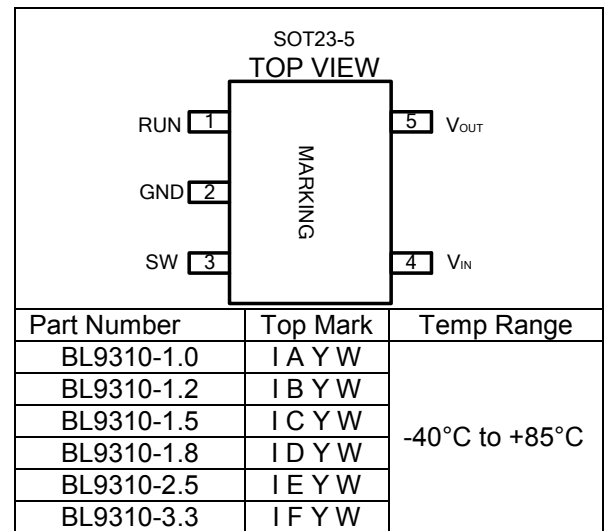 SOT23-5
TOP VIEW
RUN 1
5 VOUT
MARKING
GND 2
SW 3
4 VIN
Part Number Top Mark Temp Range
BL9310-1.0 I A Y W
BL9310-1.2 I B Y W
BL9310-1.5 I C Y W
-40°C to +85°C
BL9310-1.8 I D Y W
BL9310-2.5 I E Y W
BL9310-3.3 I F Y W